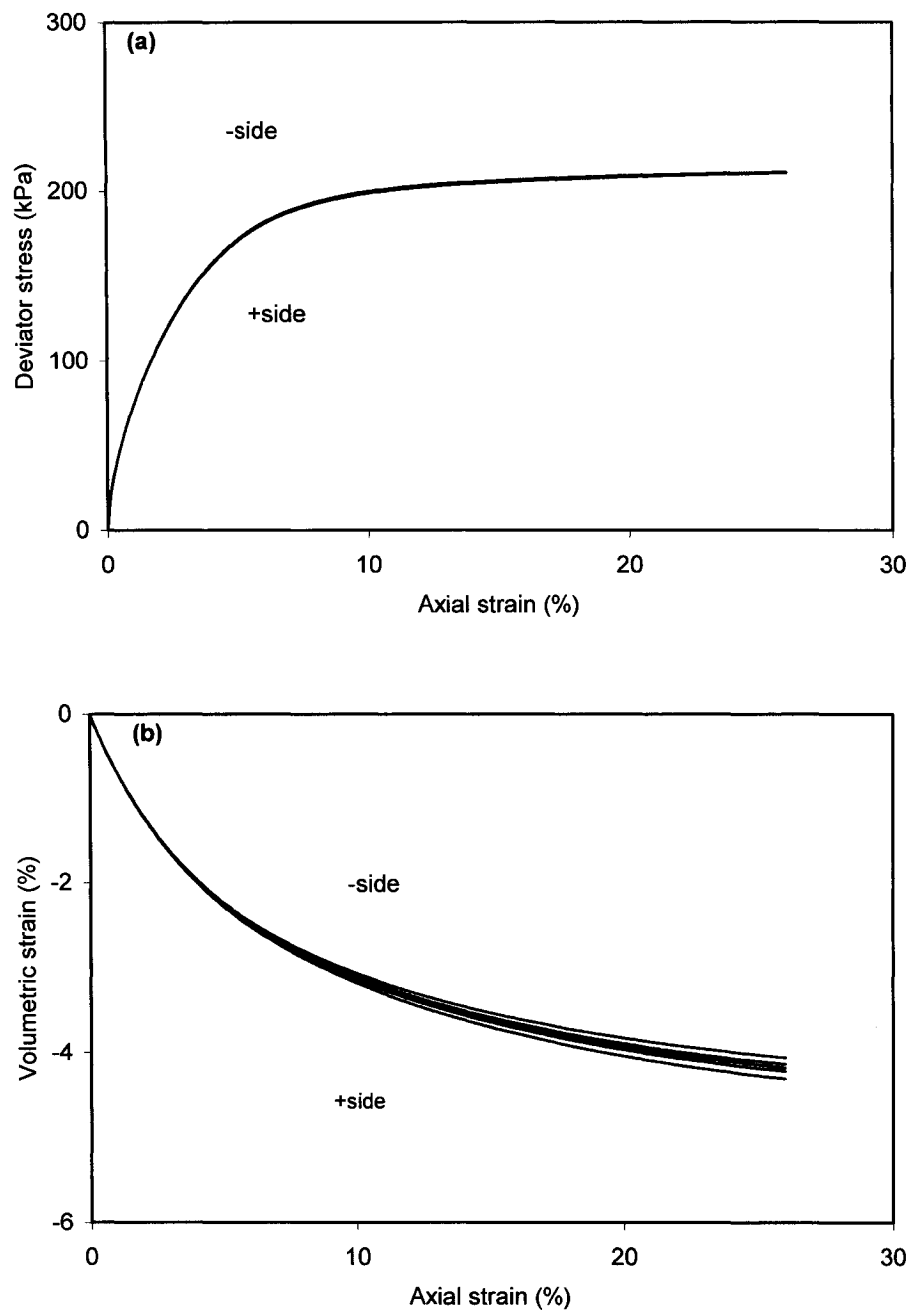 300
(a)
-side
200
+side
100
0
0
10
20
30
Deviator stress (kPa)
Axial strain (%)
0
(b)
-2
-side
-4
+side
-6
0
10
20
30
Volumetric strain (%)
Axial strain (%)